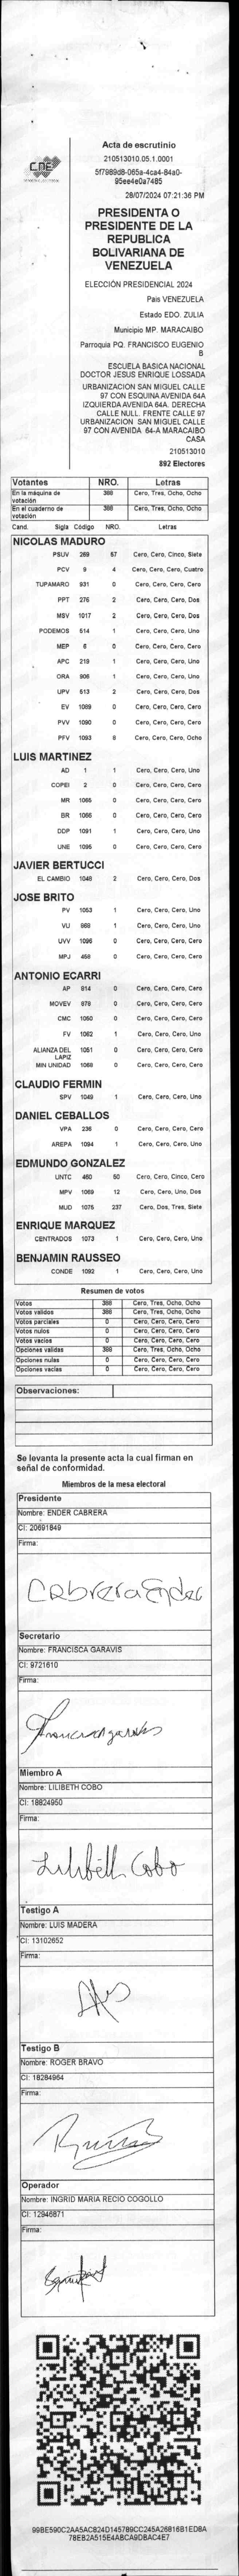 CNE
Acta de escrutinio
210513010.05.1.0001
5f7989d8-065a-4ca4-84a0-
95ee4e0a7485
28/07/2024 07:21:36 PM
PRESIDENTA O
PRESIDENTE DE LA
REPUBLICA
BOLIVARIANA DE
VENEZUELA
ELECCIÓN PRESIDENCIAL 2024
Pais VENEZUELA
Estado EDO. ZULIA
Municipio MP. MARACAIBO
Parroquia PQ. FRANCISCO EUGENIO
B
ESCUELA BASICA NACIONAL
DOCTOR JESUS ENRIQUE LOSSADA
URBANIZACION SAN MIGUEL CALLE
97 CON ESQUINA AVENIDA 64A
IZQUIERDA AVENIDA 64A. DERECHA
CALLE NULL. FRENTE CALLE 97
URBANIZACION SAN MIGUEL CALLE
97 CON AVENIDA 64-A MARACAIBO
CASA
210513010
892 Electores
Votantes NRO. Letras
En la máquina de votación 388 Cero, Tres, Ocho, Ocho
En el cuaderno de votación 388 Cero, Tres, Ocho, Ocho
Cand. Sigla Código NRO. Letras
NICOLAS MADURO
PSUV 269 57 Cero, Cero, Cinco, Siete
PCV 9 4 Cero, Cero, Cero, Cuatro
TUPAMARO 931 0 Cero, Cero, Cero, Cero
PPT 276 2 Cero, Cero, Cero, Dos
MSV 1017 2 Cero, Cero, Cero, Dos
PODEMOS 514 1 Cero, Cero, Cero, Uno
MEP 6 0 Cero, Cero, Cero, Cero
APC 219 1 Cero, Cero, Cero, Uno
ORA 906 1 Cero, Cero, Cero, Uno
UPV 513 2 Cero, Cero, Cero, Dos
EV 1089 0 Cero, Cero, Cero, Cero
PVV 1090 0 Cero, Cero, Cero, Cero
PFV 1093 8 Cero, Cero, Cero, Ocho
LUIS MARTINEZ
AD 1 1 Cero, Cero, Cero, Uno
COPEI 2 0 Cero, Cero, Cero, Cero
MR 1065 0 Cero, Cero, Cero, Cero
BR 1066 0 Cero, Cero, Cero, Cero
DDP 1091 1 Cero, Cero, Cero, Uno
UNE 1095 0 Cero, Cero, Cero, Cero
JAVIER BERTUCCI
EL CAMBIO 1048 2 Cero, Cero, Cero, Dos
JOSE BRITO
PV 1053 1 Cero, Cero, Cero, Uno
VU 869 1 Cero, Cero, Cero, Uno
UVV 1096 0 Cero, Cero, Cero, Cero
MPJ 458 0 Cero, Cero, Cero, Cero
ANTONIO ECARRI
AP 814 0 Cero, Cero, Cero, Cero
MOVEV 978 0 Cero, Cero, Cero, Cero
CMC 1050 0 Cero, Cero, Cero, Cero
FV 1062 1 Cero, Cero, Cero, Uno
ALIANZA DEL LAPIZ 1051 0 Cero, Cero, Cero, Cero
MIN UNIDAD 1068 0 Cero, Cero, Cero, Cero
CLAUDIO FERMIN
SPV 1049 1 Cero, Cero, Cero, Uno
DANIEL CEBALLOS
VPA 236 0 Cero, Cero, Cero, Cero
AREPA 1094 1 Cero, Cero, Cero, Uno
EDMUNDO GONZALEZ
UNTC 460 50 Cero, Cero, Cinco, Cero
MPV 1069 12 Cero, Cero, Uno, Dos
MUD 1075 237 Cero, Dos, Tres, Siete
ENRIQUE MARQUEZ
CENTRADOS 1073 1 Cero, Cero, Cero, Uno
BENJAMIN RAUSSEO
CONDE 1092 1 Cero, Cero, Cero, Uno
Resumen de votos
Votos 388 Cero, Tres, Ocho, Ocho
Votos validos 388 Cero, Tres, Ocho, Ocho
Votos parciales 0 Cero, Cero, Cero, Cero
Votos nulos 0 Cero, Cero, Cero, Cero
Votos vacios 0 Cero, Cero, Cero, Cero
Opciones validas 388 Cero, Tres, Ocho, Ocho
Opciones nulas 0 Cero, Cero, Cero, Cero
Opciones vacias 0 Cero, Cero, Cero, Cero
Observaciones:
Se levanta la presente acta la cual firman en
señal de conformidad.
Miembros de la mesa electoral
Presidente
Nombre: ENDER CABRERA
CI: 20691849
Firma:
Cabrera Ender
Secretario
Nombre: FRANCISCA GARAVIS
CI: 9721610
Firma:
Miembro A
Nombre: LILIBETH COBO
CI: 18824950
Firma:
Lilibeth Cobo
Testigo A
Nombre: LUIS MADERA
CI: 13102652
Firma:
Testigo B
Nombre: ROGER BRAVO
CI: 18284964
Firma:
Operador
Nombre: INGRID MARIA RECIO COGOLLO
CI: 12946871
Firma:
99BE590C2AA5AC824D145789CC245A26816B1ED8A
78EB2A515E4ABCA9DBAC4E7